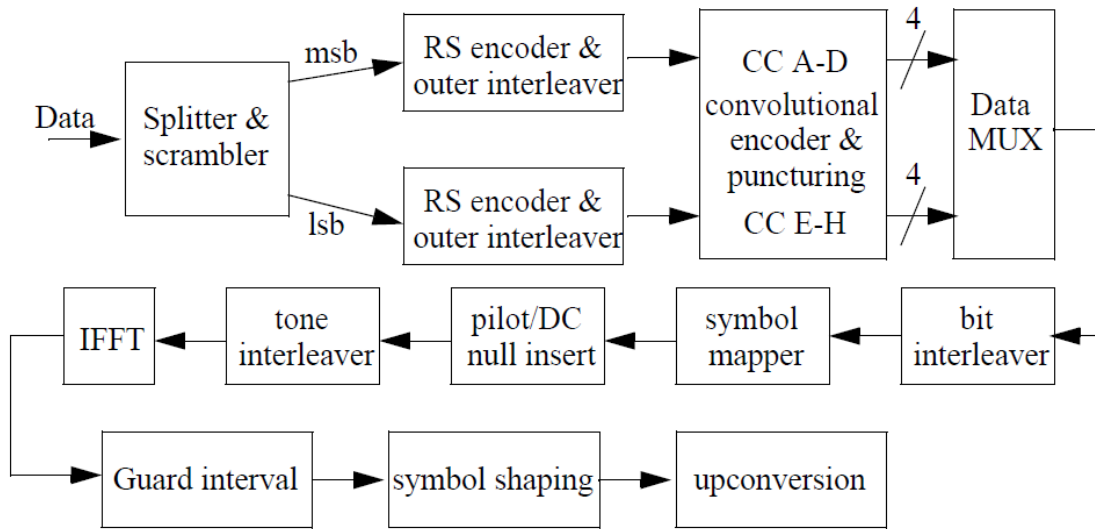 Data
Splitter &
scrambler
msb
lsb
RS encoder &
outer interleaver
RS encoder &
outer interleaver
CC A-D
convolutional
encoder &
puncturing
CC E-H
4
4
Data
MUX
IFFT
tone
interleaver
pilot/DC
null insert
symbol
mapper
bit
interleaver
Guard interval
symbol shaping
upconversion